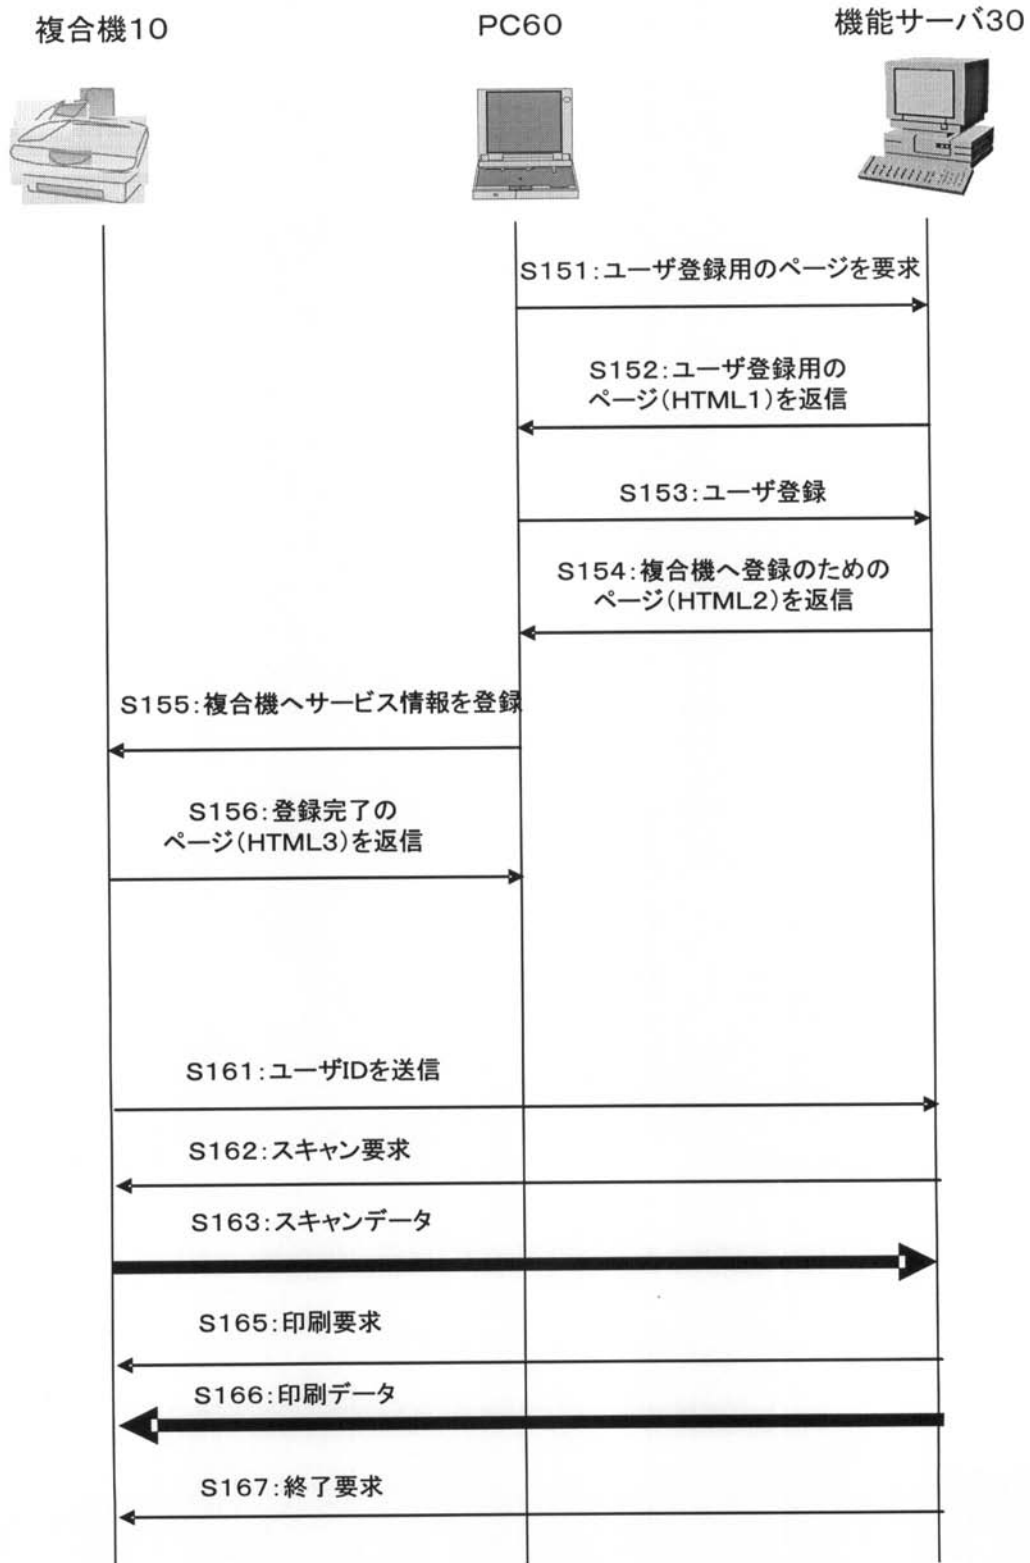 複合機10
PC60
機能サーバ30
S151:ユーザ登録用のページを要求
S152:ユーザ登録用の
ページ(HTML1)を返信
S153:ユーザ登録
S154:複合機へ登録のための
ページ(HTML2)を返信
S155:複合機へサービス情報を登録
S156:登録完了の
ページ(HTML3)を返信
S161:ユーザIDを送信
S162:スキャン要求
S163:スキャンデータ
S165:印刷要求
S166:印刷データ
S167:終了要求